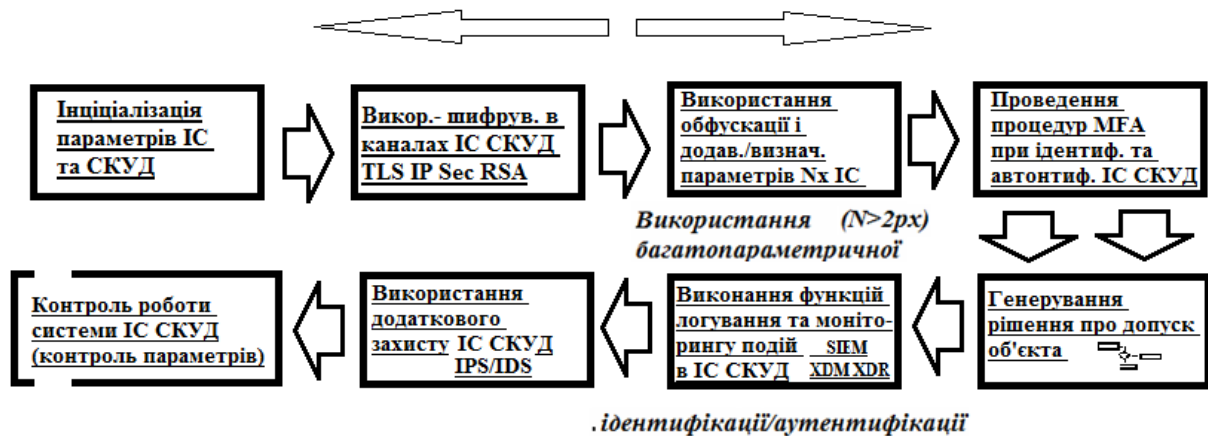 Інціціалізація
параметрів ІС
та СКУД
Викор.- шифрув. в
каналах ІС СКУД
TLS IP Sec RSA
Використання
обфускації і
додав./визнач.
параметрів Nx ІС
Проведення
процедур MFA
при ідентиф. та
автонтиф. ІС СКУД
Використання (N>2px)
багатопараметричної
Контроль роботи
системи ІС СКУД
(контроль параметрів)
Використання
додаткового
захисту ІС СКУД
IPS/IDS
Виконання функцій
логування та моніто-
рингу подій SIEM
в ІС СКУД XDM XDR
Генерування
рішення про допуск
об'єкта
.ідентифікації/аутентифікації